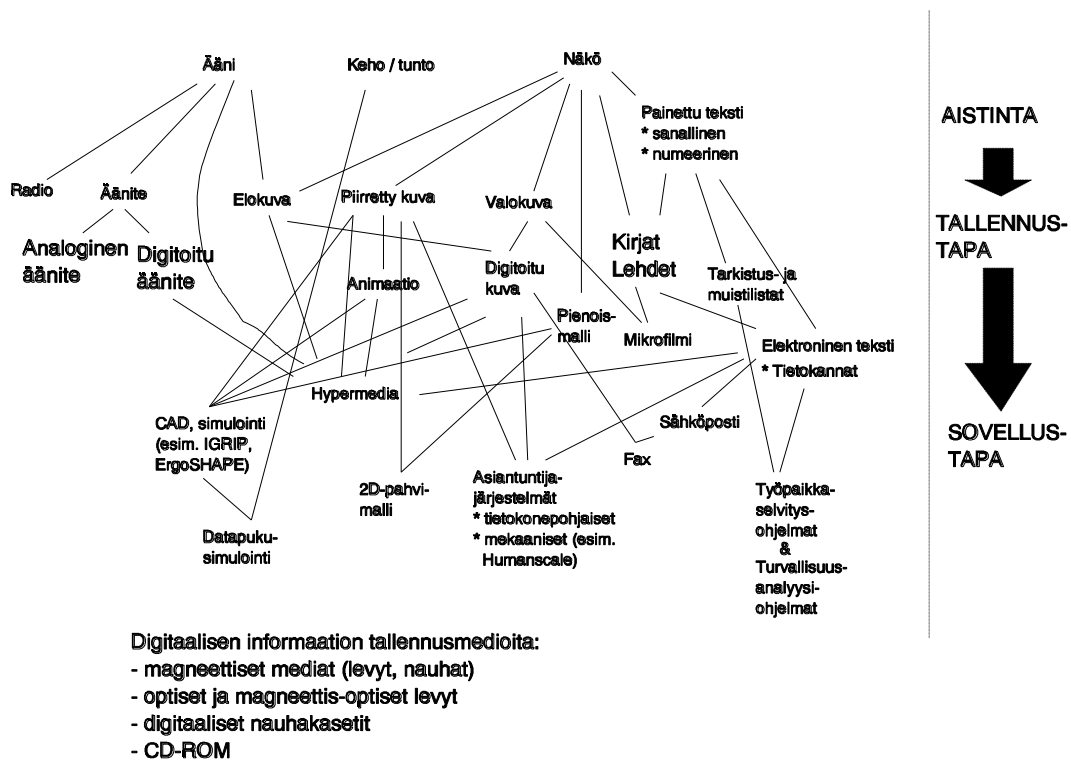 Ääni
Keho / tunto
Näkö
Painettu teksti
* sanallinen
* numeerinen
AISTINTA
Radio
Äänite
Elokuva
Piirretty kuva
Valokuva
TALLENNUS-
TAPA
Analoginen
äänite
Digitoitu
äänite
Kirjat
Lehdet
Digitoitu
kuva
Animaatio
Tarkistus- ja
muistilistat
Pienois-
malli
Mikrofilmi
Elektroninen teksti
* Tietokannat
Hypermedia
CAD, simulointi
(esim. IGRIP,
ErgoSHAPE)
Sähköposti
Fax
SOVELLUS-
TAPA
2D-pahvi-
malli
Asiantuntija-
järjestelmät
* tietokonepohjaiset
* mekaaniset (esim.
Humanscale)
Työpaikka-
selvitys-
ohjelmat
&
Turvallisuus-
analyysi-
ohjelmat
Datapuku-
simulointi
Digitaalisen informaation tallennusmedioita:
- magneettiset mediat (levyt, nauhat)
- optiset ja magneettis-optiset levyt
- digitaaliset nauhakasetit
- CD-ROM